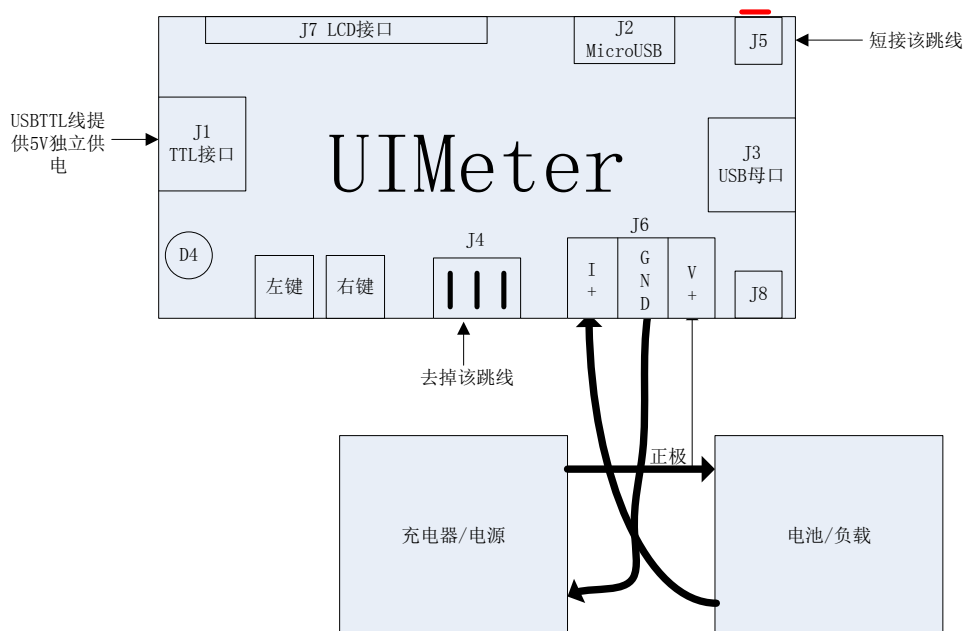 J7 LCD接口
J2
MicroUSB
J5
短接该跳线
USBTTL线提
供5V独立供
电
J1
TTL接口
UIMeter
J3
USB母口
D4
左键
右键
J4
J6
I
+
G
N
D
V
+
J8
去掉该跳线
正极
充电器/电源
电池/负载